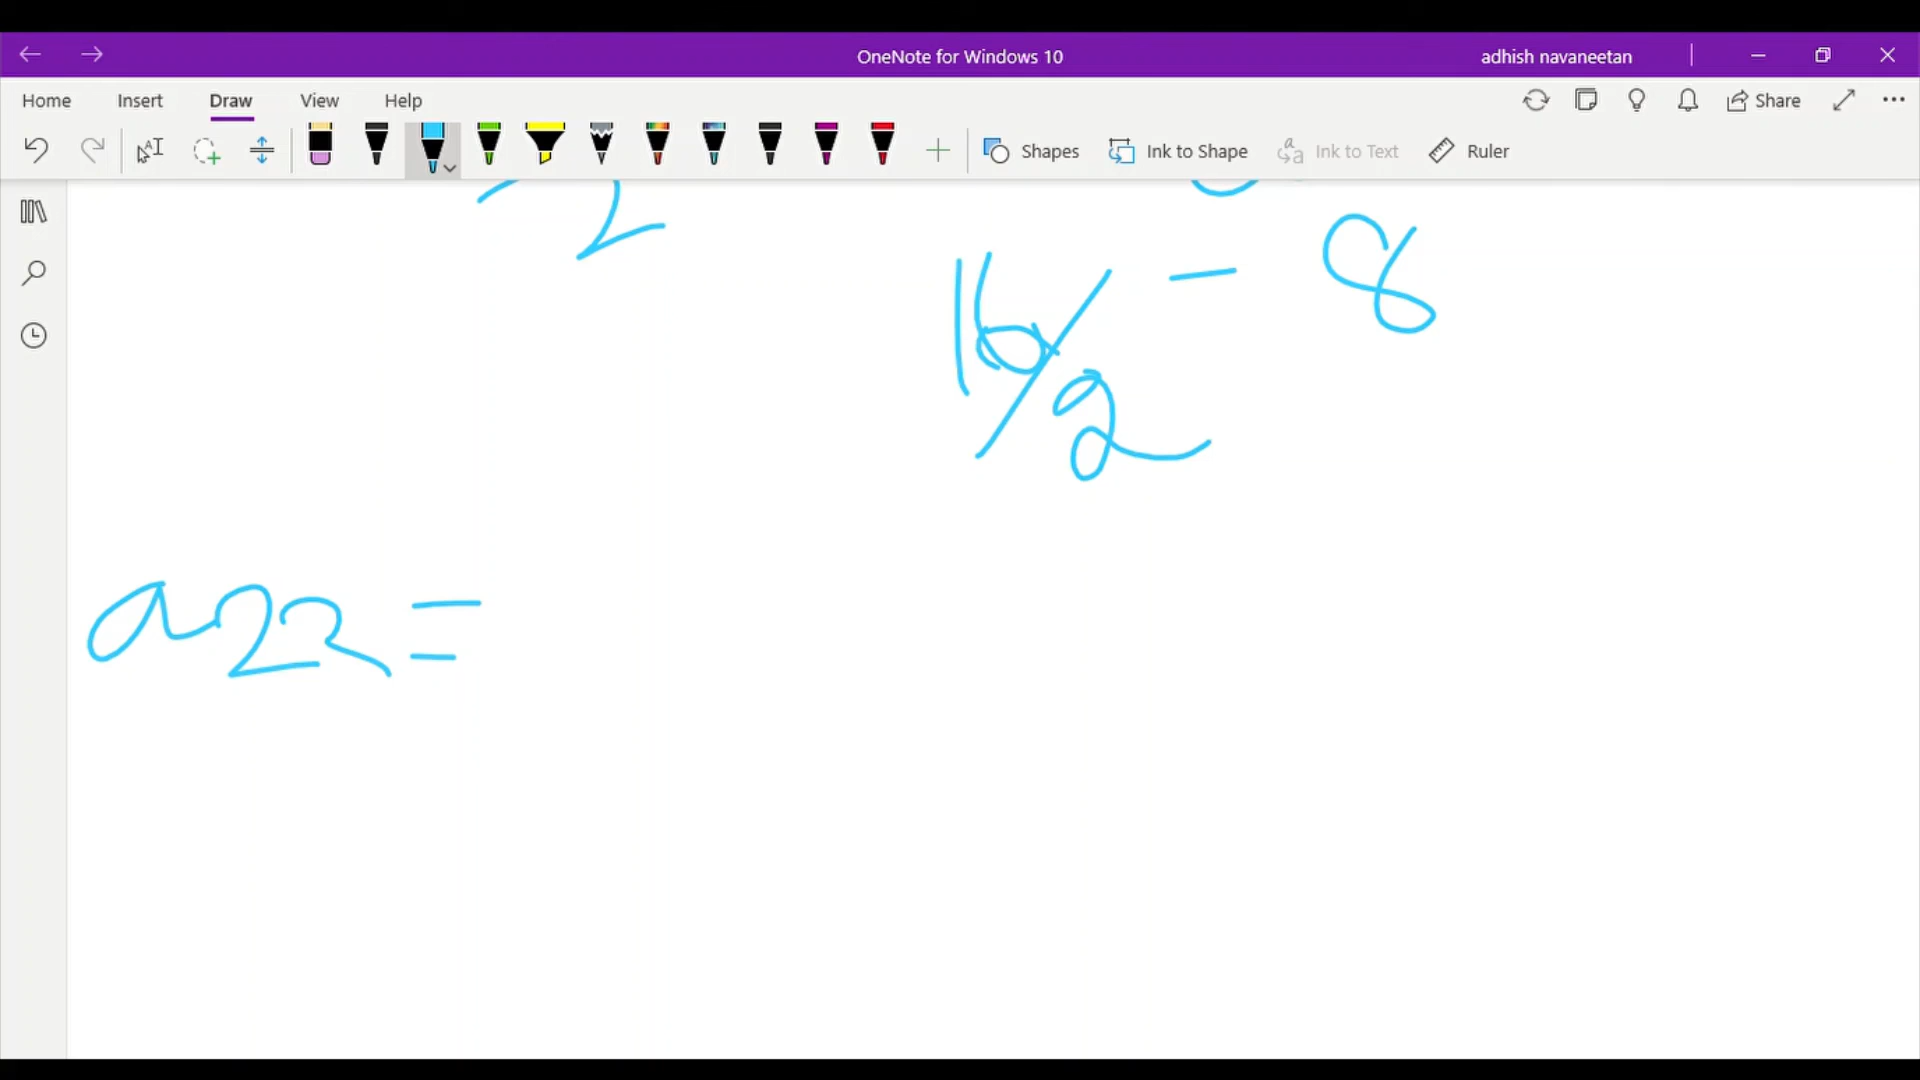 OneNote for Windows 10
adhish navaneetan
Home Insert Draw View Help
Share
Shapes Ink to Shape Ink to Text Ruler
2
16/2 - 8
a22 =